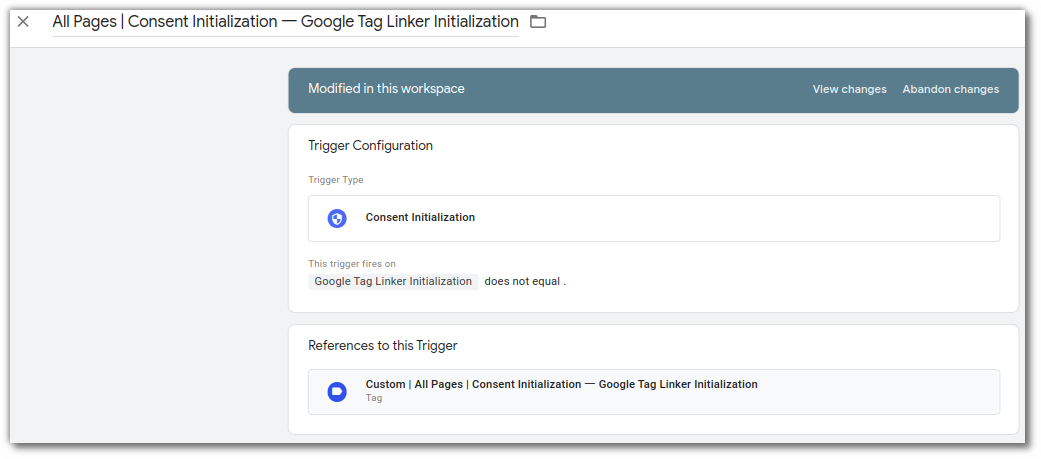 All Pages | Consent Initialization — Google Tag Linker Initialization
Modified in this workspace View changes Abandon changes
Trigger Configuration
Trigger Type
Consent Initialization
This trigger fires on
Google Tag Linker Initialization does not equal .
References to this Trigger
Custom | All Pages | Consent Initialization — Google Tag Linker Initialization
Tag